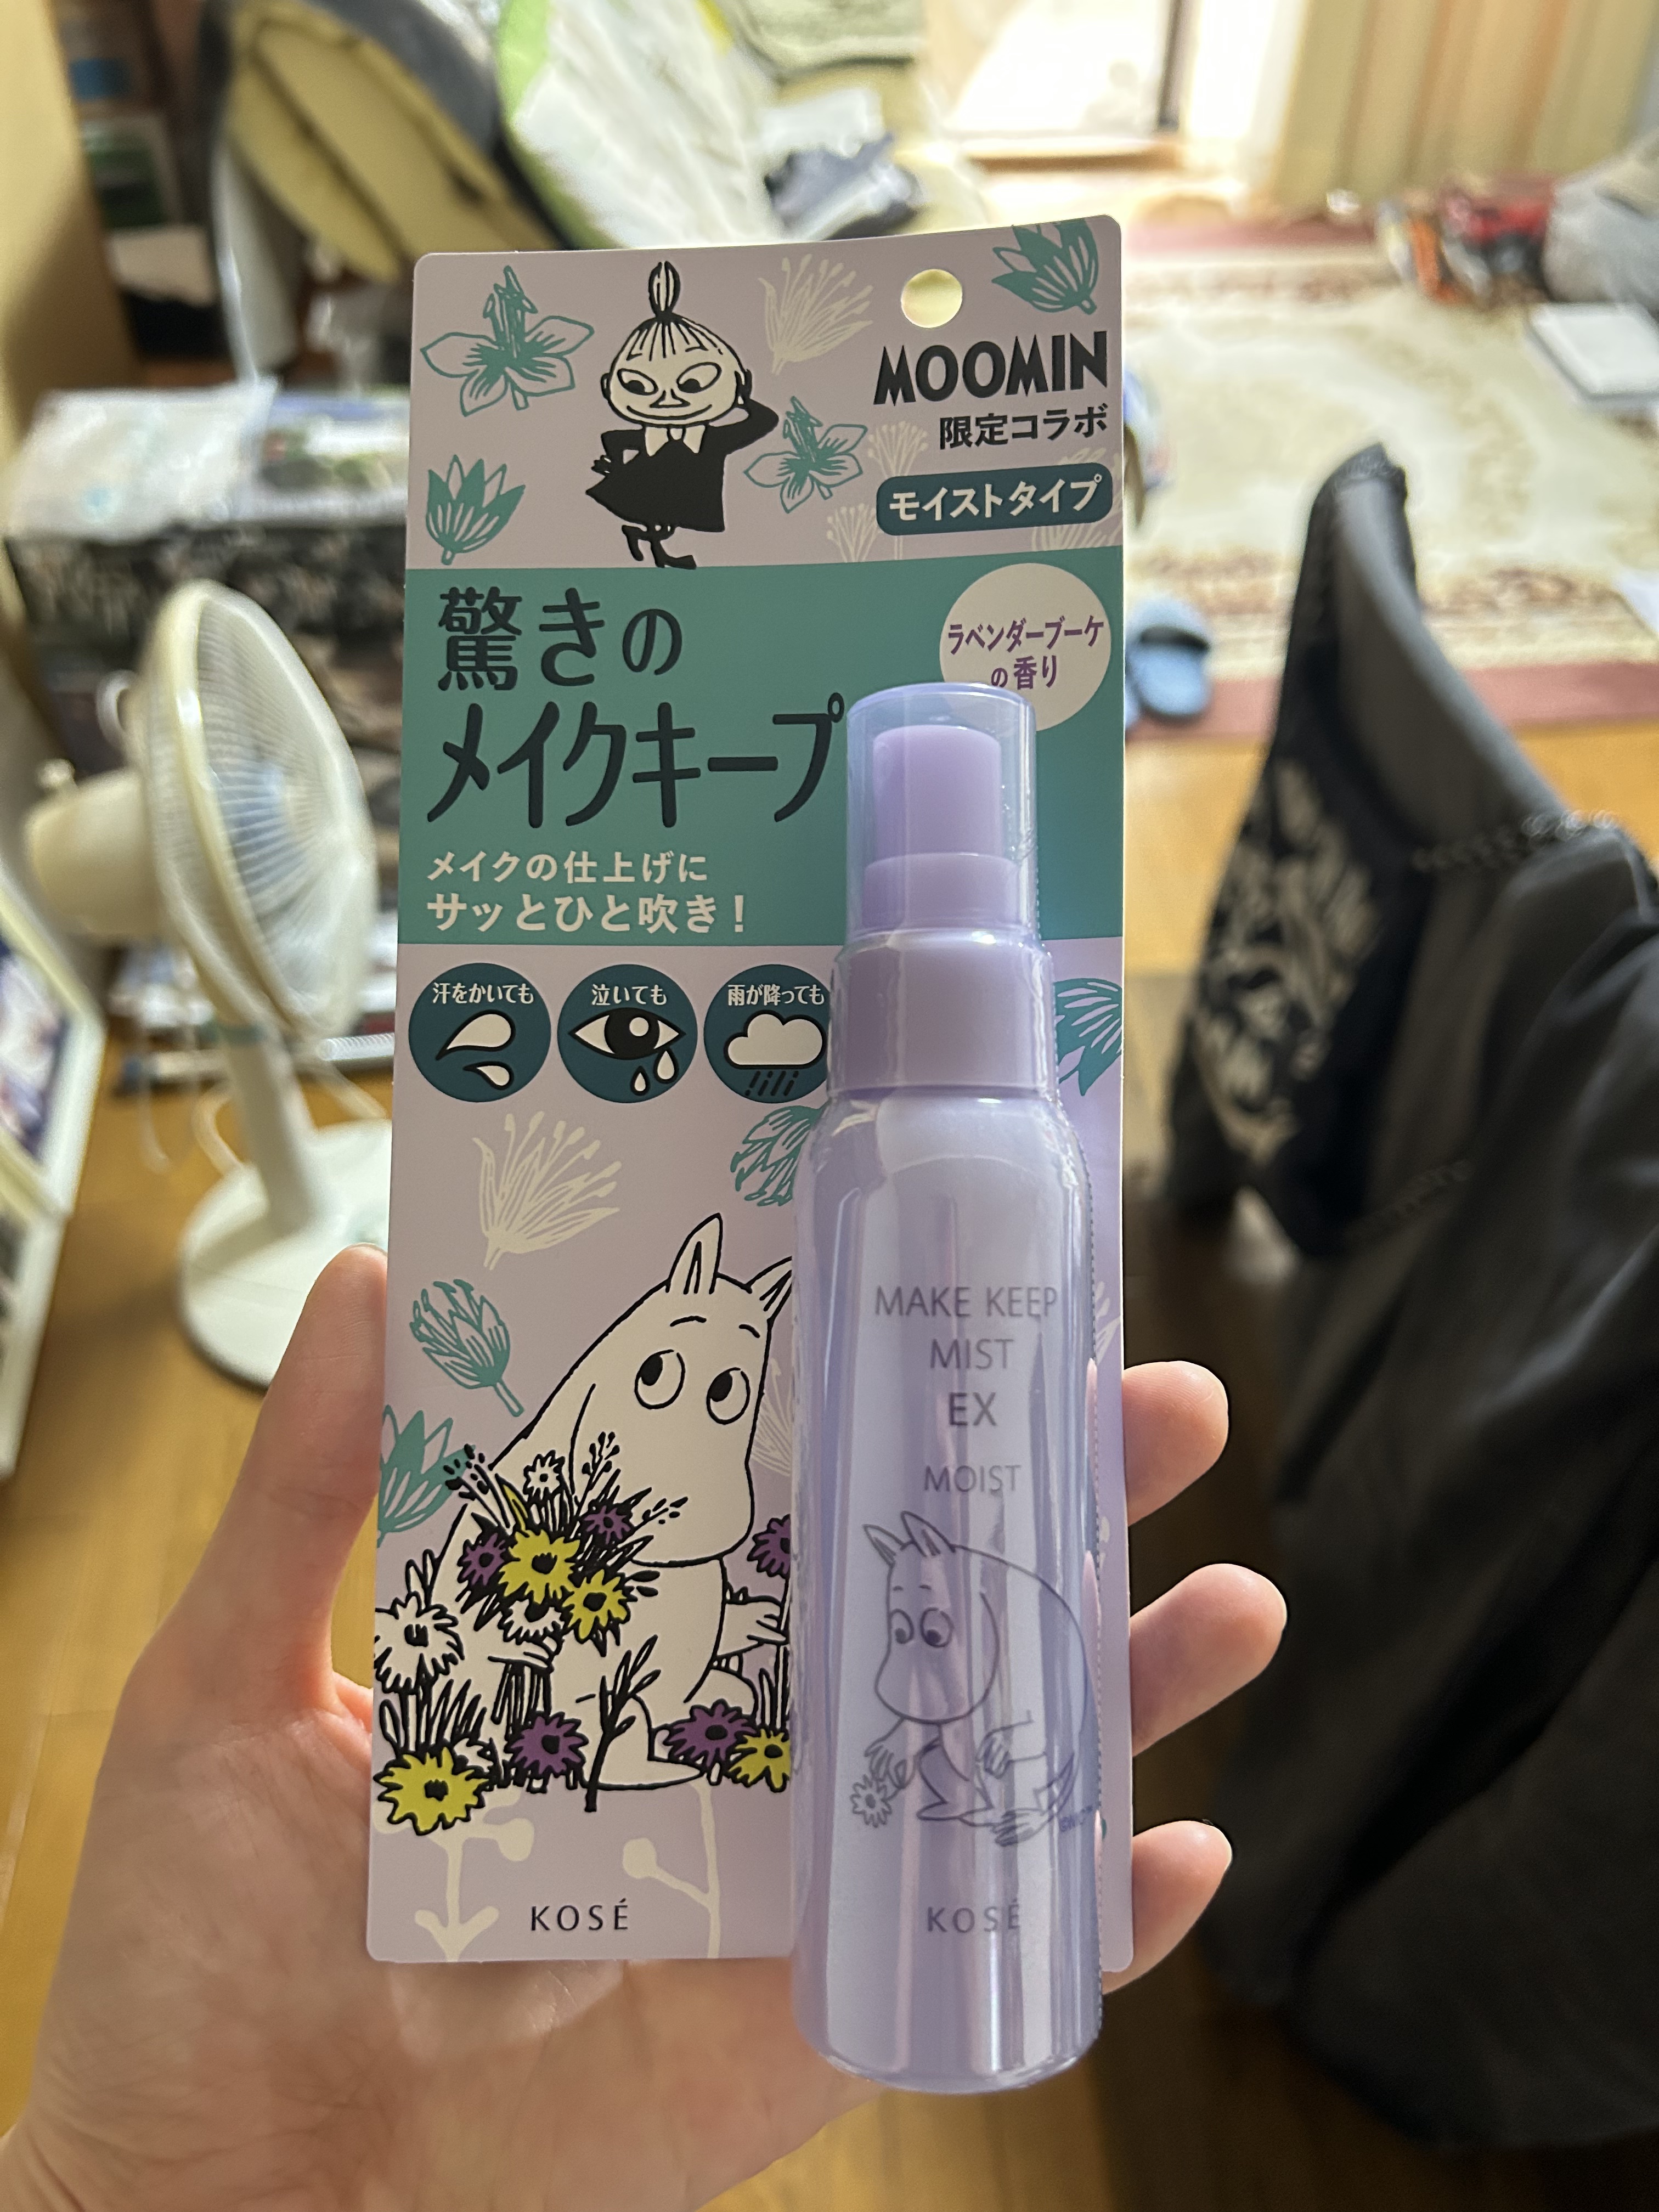 MOOMIN
限定コラボ
モイストタイプ
驚きの
メイクキープ
ラベンダーブーケ
の香り
メイクの仕上げに
サッとひと吹き!
汗をかいても
泣いても
雨が降っても
MAKE KEEP
MIST
EX
MOIST
KOSÉ
KOSÉ